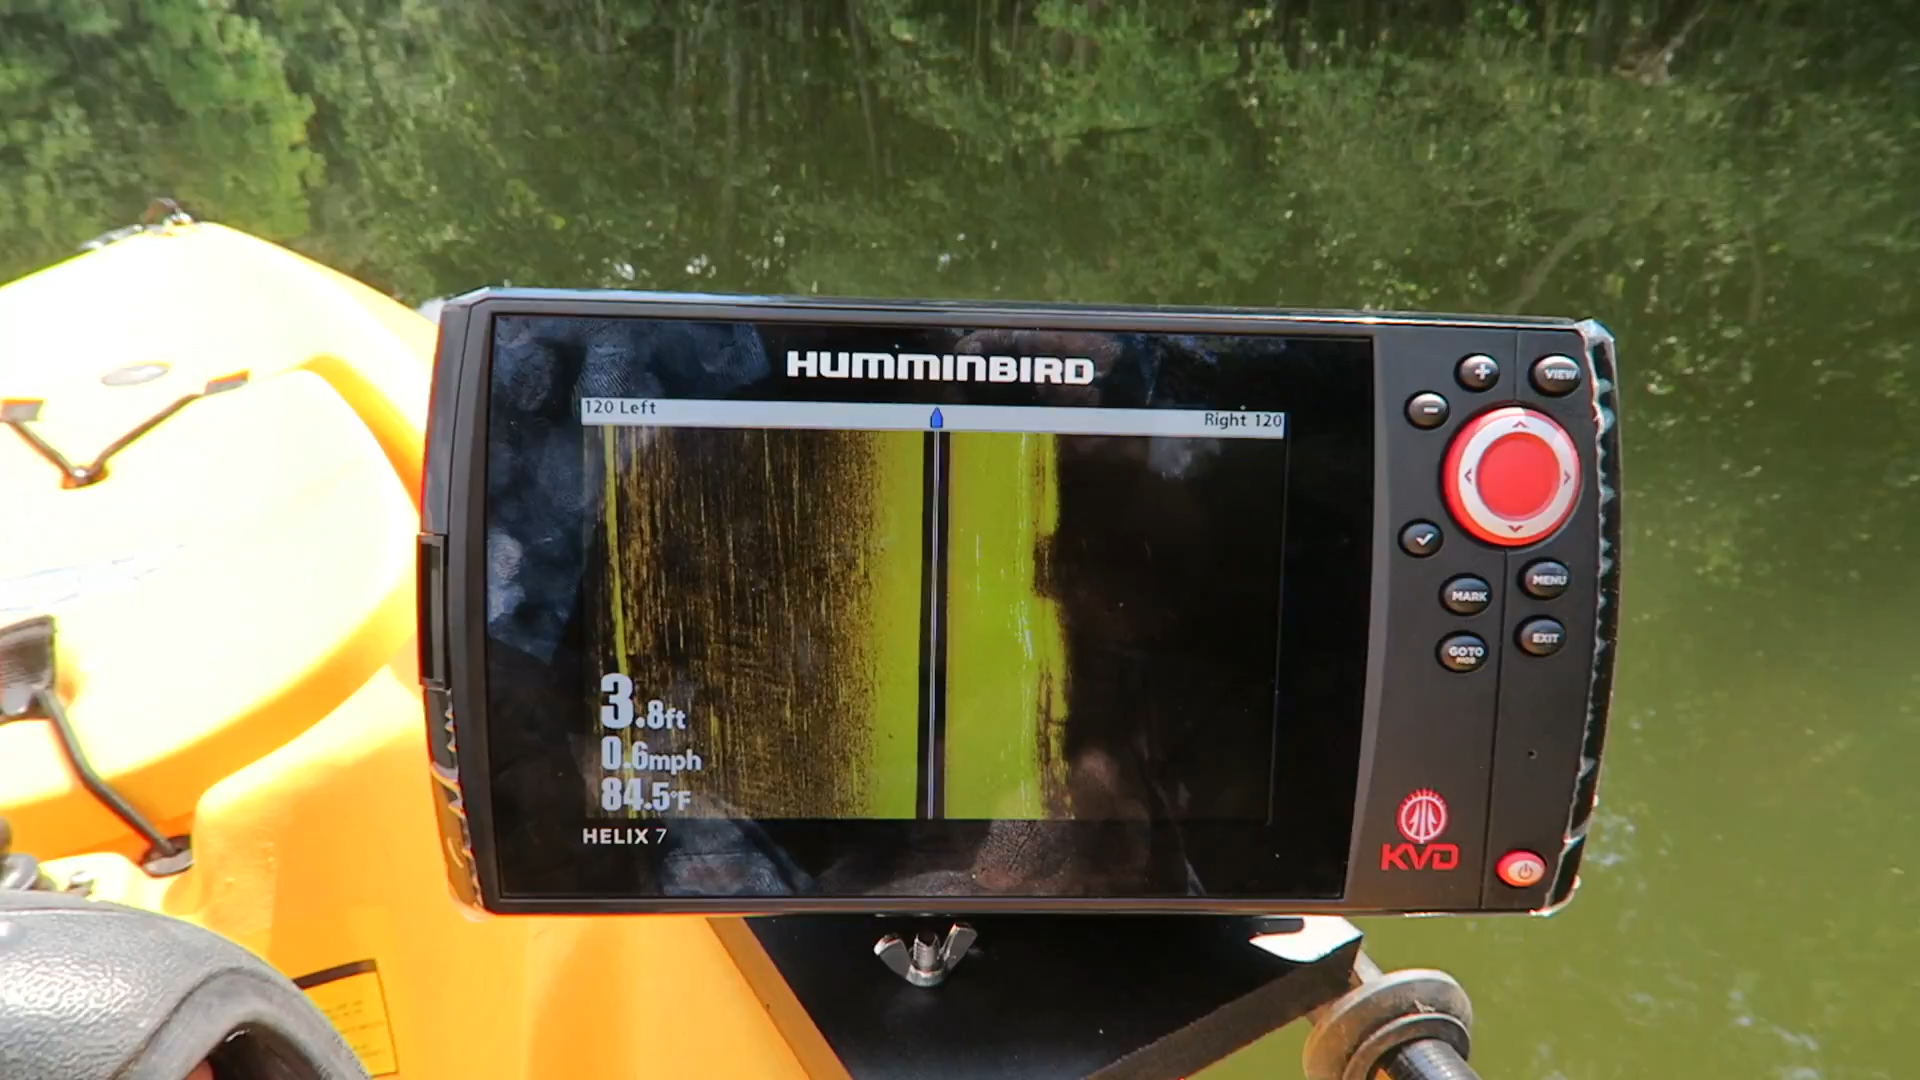 HUMMINBIRD
120 Left
Right 120
3.8ft
0.6mph
84.5°F
HELIX 7
+
VIEW
-
MENU
MARK
EXIT
GOTO
MOB
KVD